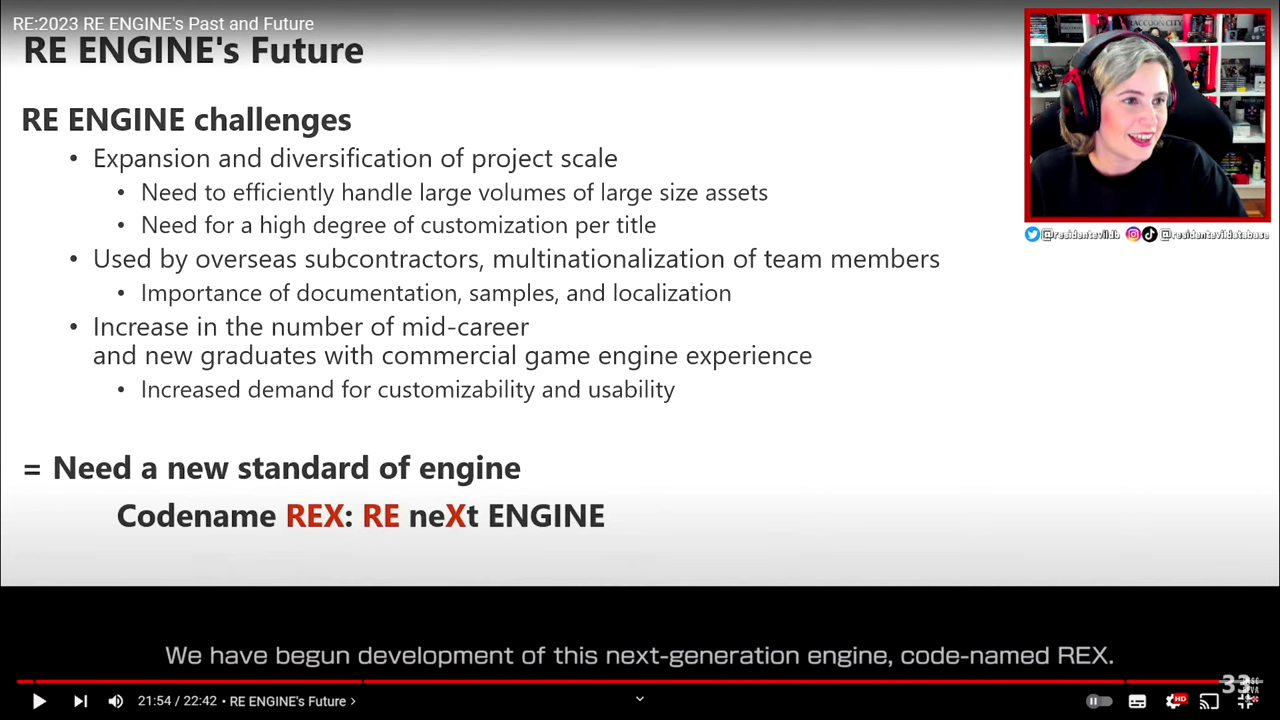 RE:2023 RE ENGINE's Past and Future
RE ENGINE's Future
RACCOON CITY
RE ENGINE challenges
• Expansion and diversification of project scale
• Need to efficiently handle large volumes of large size assets
• Need for a high degree of customization per title
@residentevildb @residentevildatabase
• Used by overseas subcontractors, multinationalization of team members
• Importance of documentation, samples, and localization
• Increase in the number of mid-career
and new graduates with commercial game engine experience
• Increased demand for customizability and usability
= Need a new standard of engine
Codename REX: RE neXt ENGINE
We have begun development of this next-generation engine, code-named REX.
21:54 / 22:42 • RE ENGINE's Future >
HD
33